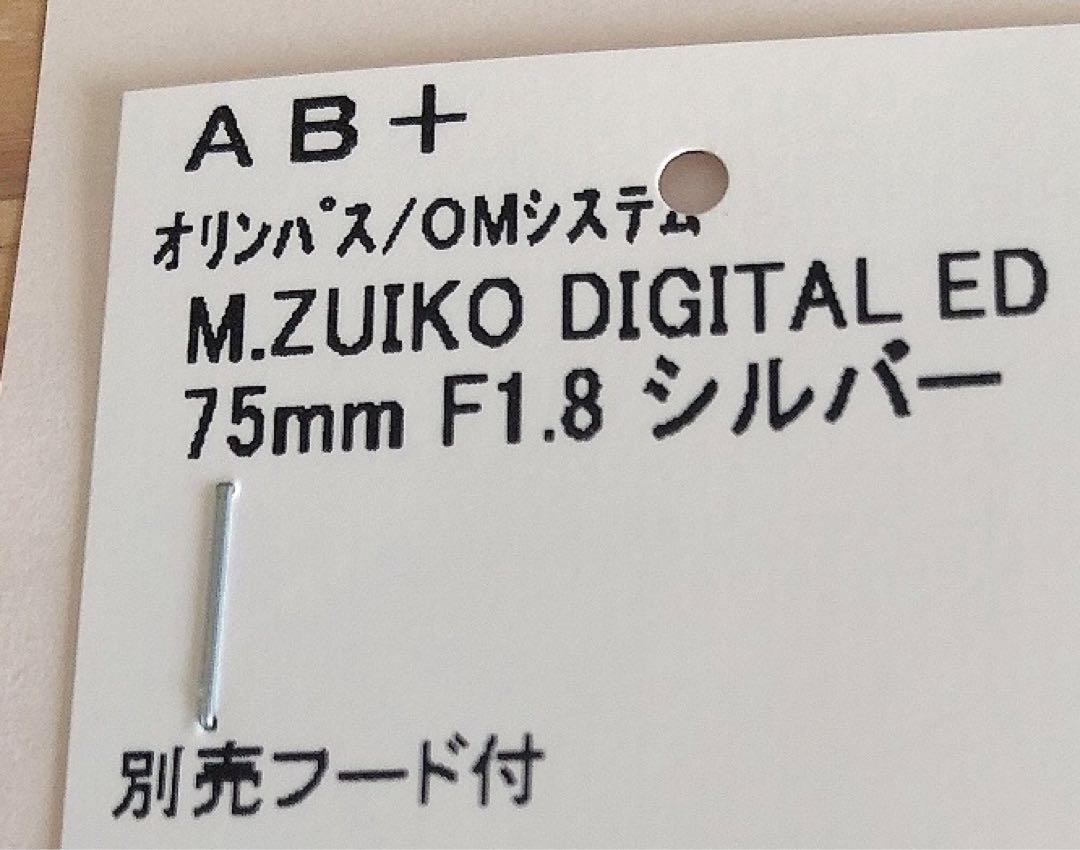 AB+
オリンパス/OMシステム
M.ZUIKO DIGITAL ED
75mm F1.8 シルバー
別売フード付